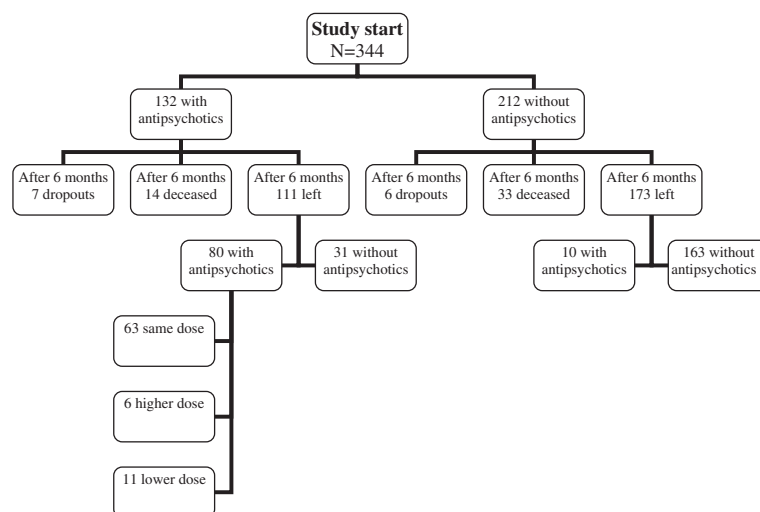 Study start
N=344
132 with
antipsychotics
212 without
antipsychotics
After 6 months
7 dropouts
After 6 months
14 deceased
After 6 months
111 left
After 6 months
6 dropouts
After 6 months
33 deceased
After 6 months
173 left
80 with
antipsychotics
31 without
antipsychotics
10 with
antipsychotics
163 without
antipsychotics
63 same dose
6 higher dose
11 lower dose